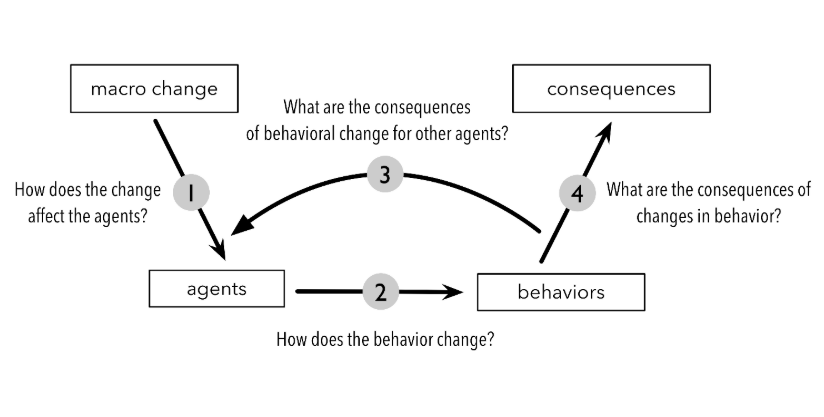 macro change
consequences
What are the consequences
of behavioral change for other agents?
3
1
How does the change
affect the agents?
4
What are the consequences of
changes in behavior?
agents
2
behaviors
How does the behavior change?